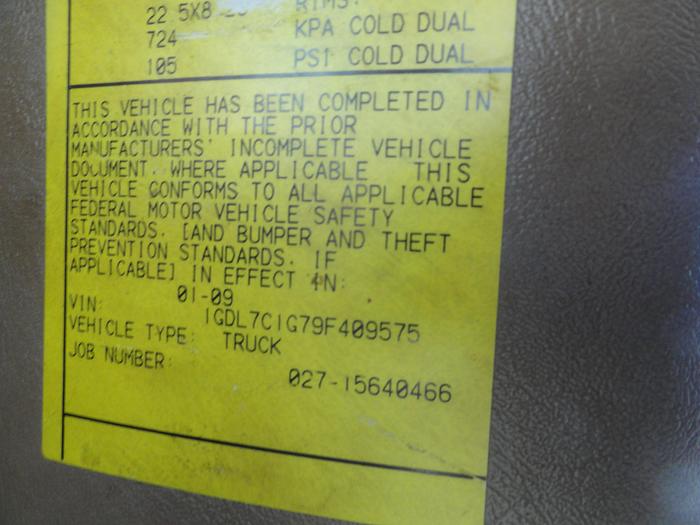 RIMS:
22 5X8
724 KPA COLD DUAL
105 PSI COLD DUAL
THIS VEHICLE HAS BEEN COMPLETED IN
ACCORDANCE WITH THE PRIOR
MANUFACTURERS' INCOMPLETE VEHICLE
DOCUMENT. WHERE APPLICABLE THIS
VEHICLE CONFORMS TO ALL APPLICABLE
FEDERAL MOTOR VEHICLE SAFETY
STANDARDS. [AND BUMPER AND THEFT
PREVENTION STANDARDS. IF
APPLICABLE] IN EFFECT IN:
01-09
VIN: 1GDL7C1G79F409575
VEHICLE TYPE: TRUCK
JOB NUMBER: 027-15640466